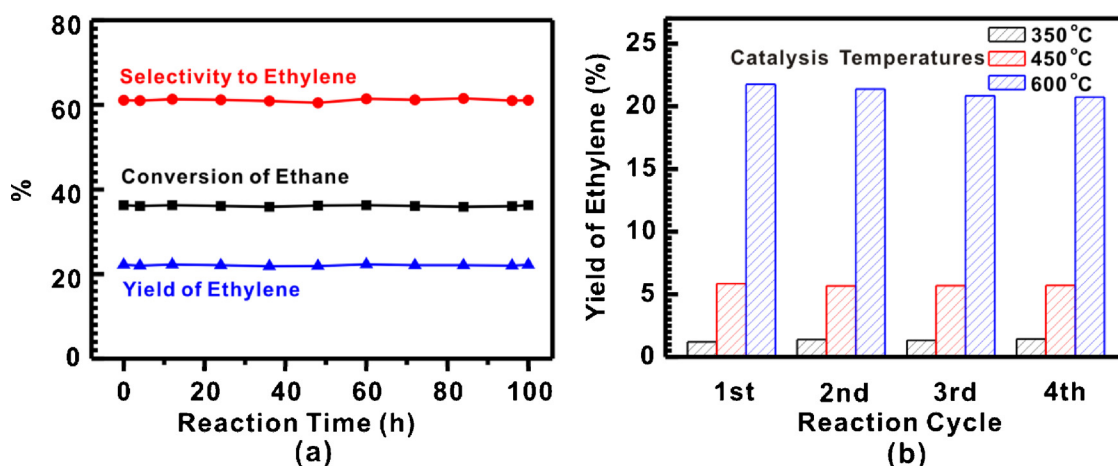 80
60
40
20
0
%
Selectivity to Ethylene
Conversion of Ethane
Yield of Ethylene
0 20 40 60 80 100
Reaction Time (h)
(a)
25
20
15
10
5
0
Yield of Ethylene (%)
Catalysis Temperatures
350 °C
450 °C
600 °C
1st 2nd 3rd 4th
Reaction Cycle
(b)